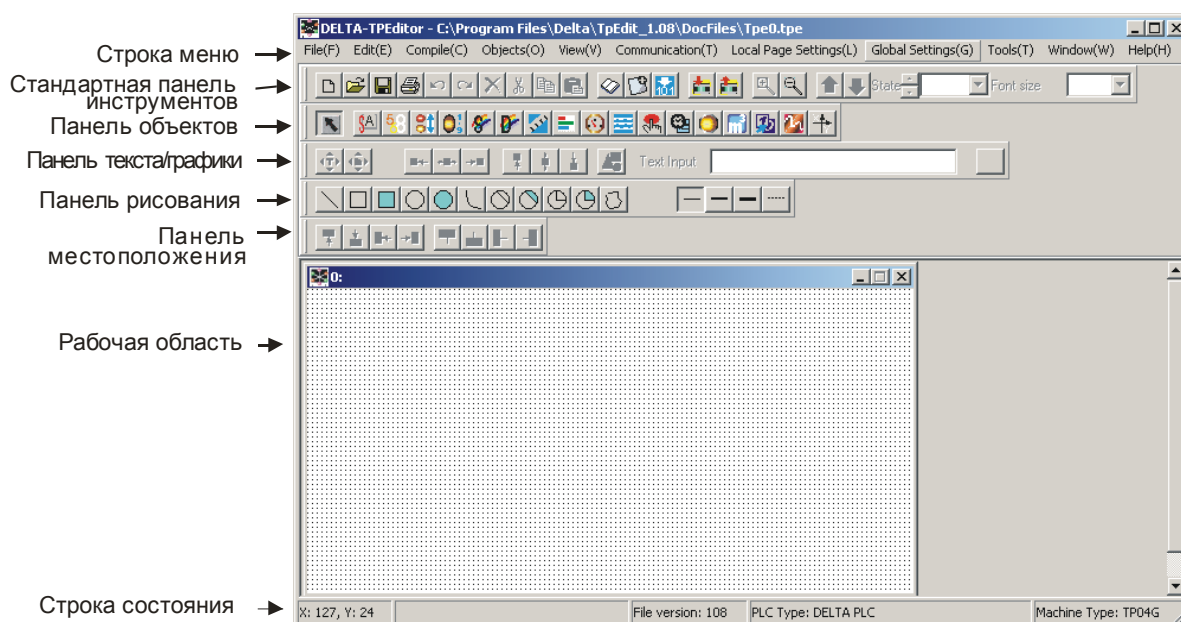 DELTA-TPEditor - C:\Program Files\Delta\TpEdit_1.08\DocFiles\Tpe0.tpe
Строка меню
File(F) Edit(E) Compile(C) Objects(O) View(V) Communication(T) Local Page Settings(L) Global Settings(G) Tools(T) Window(W) Help(H)
Стандартная панель
инструментов
State
Font size
Панель объектов
Панель текста/графики
Text Input
Панель рисования
Панель
местоположения
0:
Рабочая область
Строка состояния
X: 127, Y: 24
File version: 108
PLC Type: DELTA PLC
Machine Type: TP04G